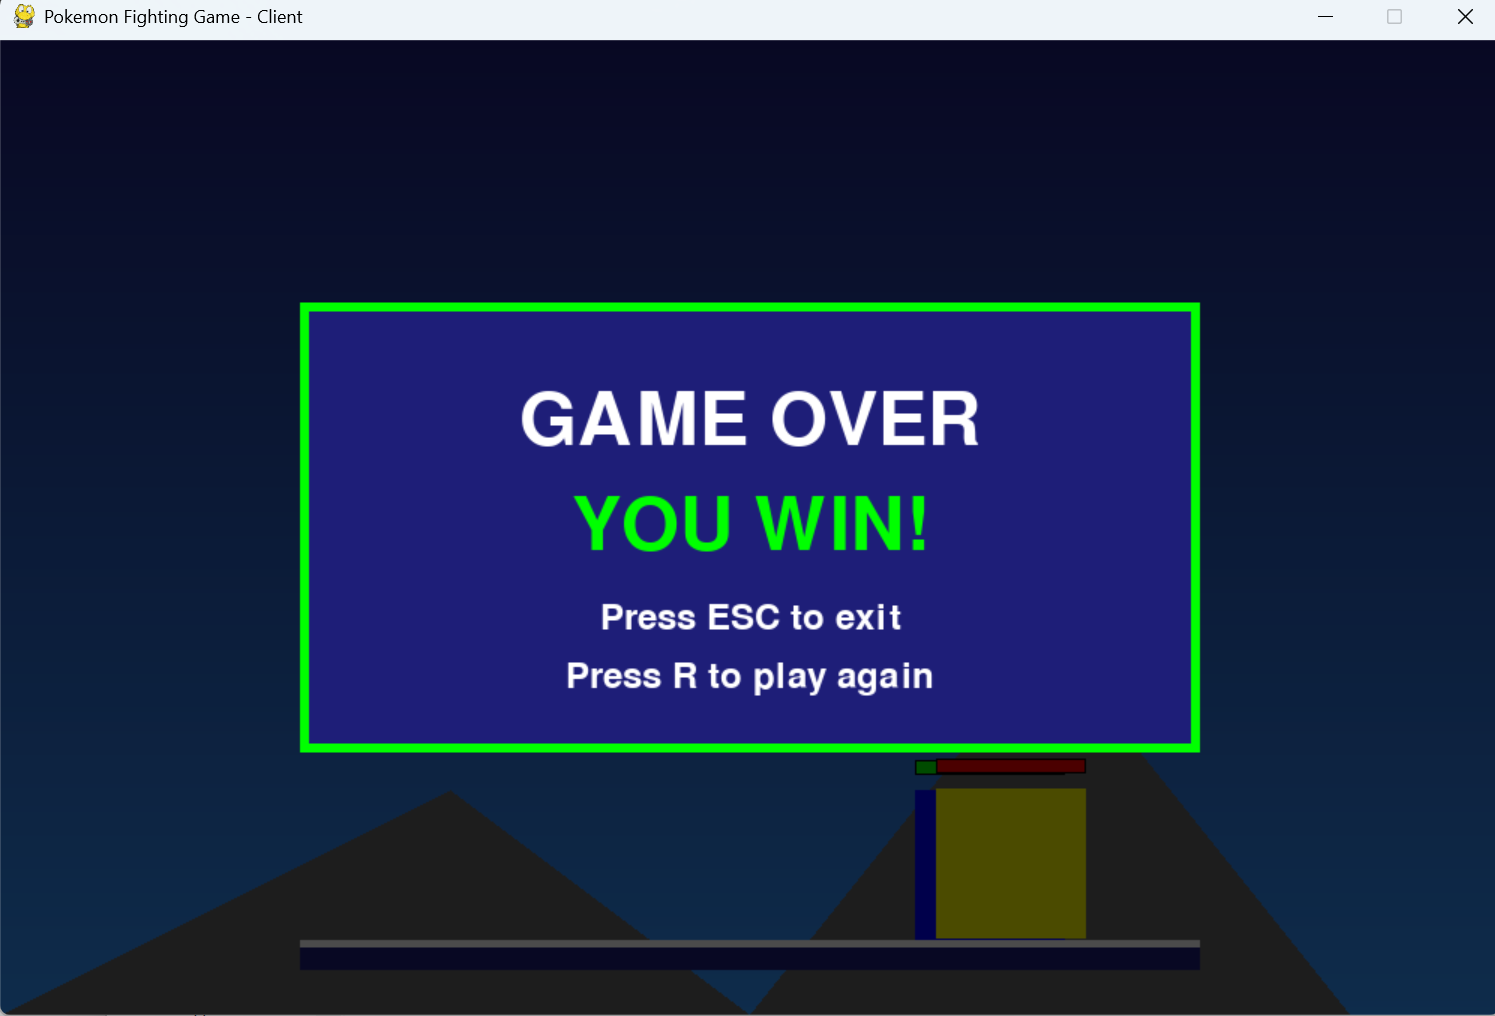 Pokemon Fighting Game - Client
GAME OVER
YOU WIN!
Press ESC to exit
Press R to play again